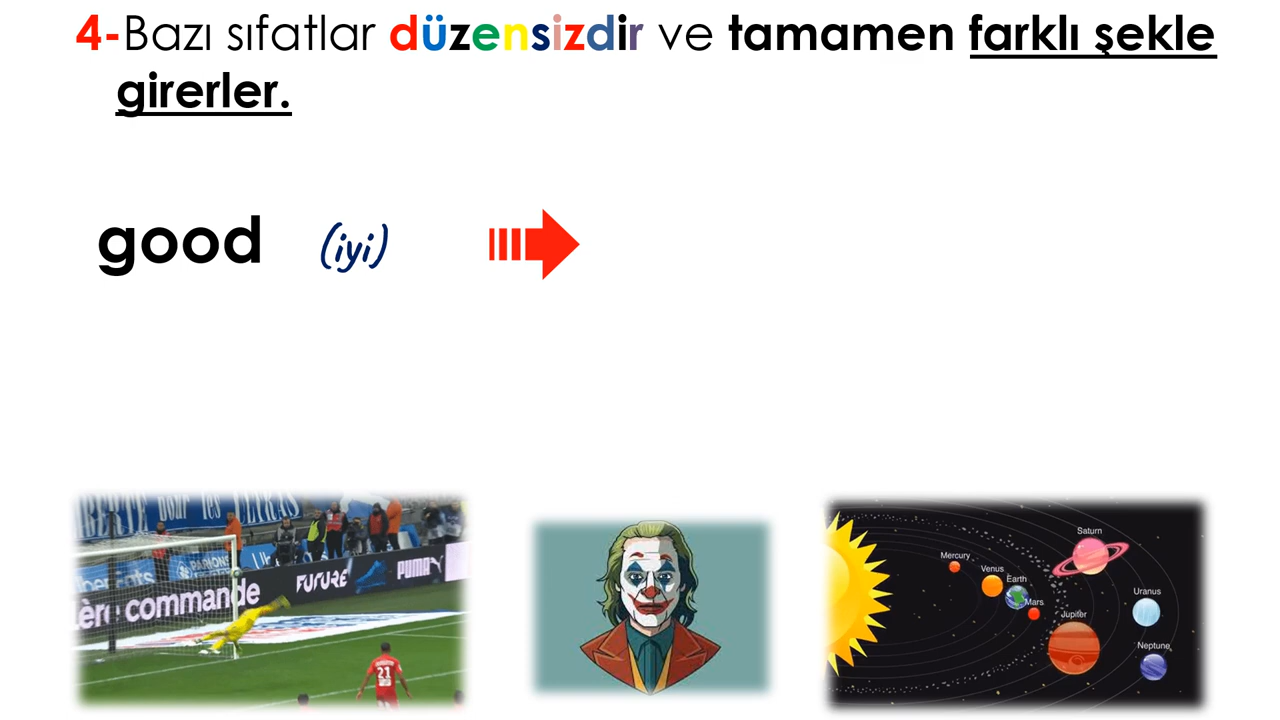 4-Bazı sıfatlar düzensizdir ve tamamen farklı şekle
girerler.
good (iyi)
FUTURE
PUMA
commande
21
Saturn
Mercury
Venus
Earth
Mars
Uranus
Jupiter
Neptune